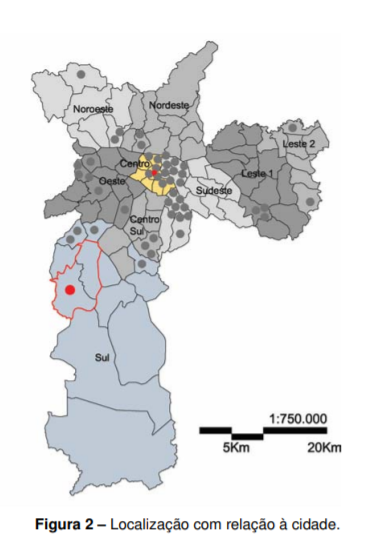 Noroeste
Nordeste
Centro
Leste 2
Oeste
Leste 1
Sudeste
Centro
Sul
Sul
1:750.000
5Km 20Km
Figura 2 – Localização com relação à cidade.